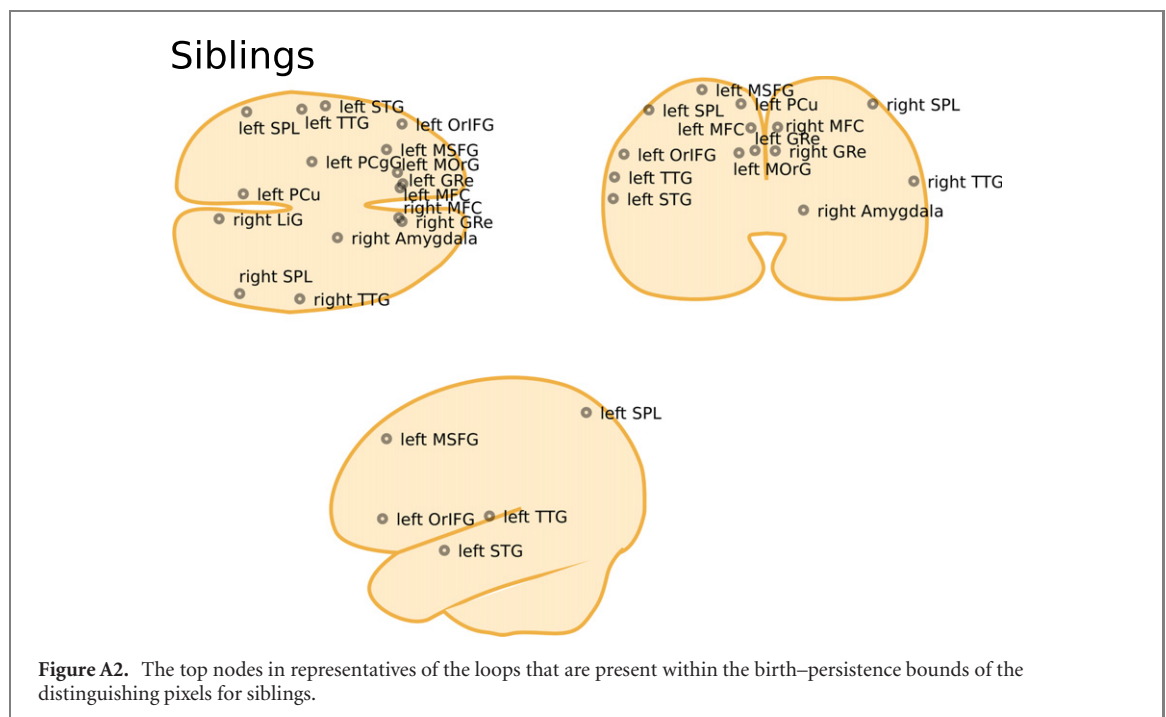 Siblings
left STG
left SPL
left TTG
left OrIFG
left MSFG
left PCgG
left MOrG
left GRe
left PCu
left MFC
right MFC
right LiG
right GRe
right Amygdala
right SPL
right TTG
left MSFG
left SPL
left PCu
right SPL
left MFC
right MFC
left GRe
left OrIFG
right GRe
left MOrG
left TTG
right TTG
left STG
right Amygdala
left SPL
left MSFG
left OrIFG
left TTG
left STG
Figure A2. The top nodes in representatives of the loops that are present within the birth–persistence bounds of the
distinguishing pixels for siblings.